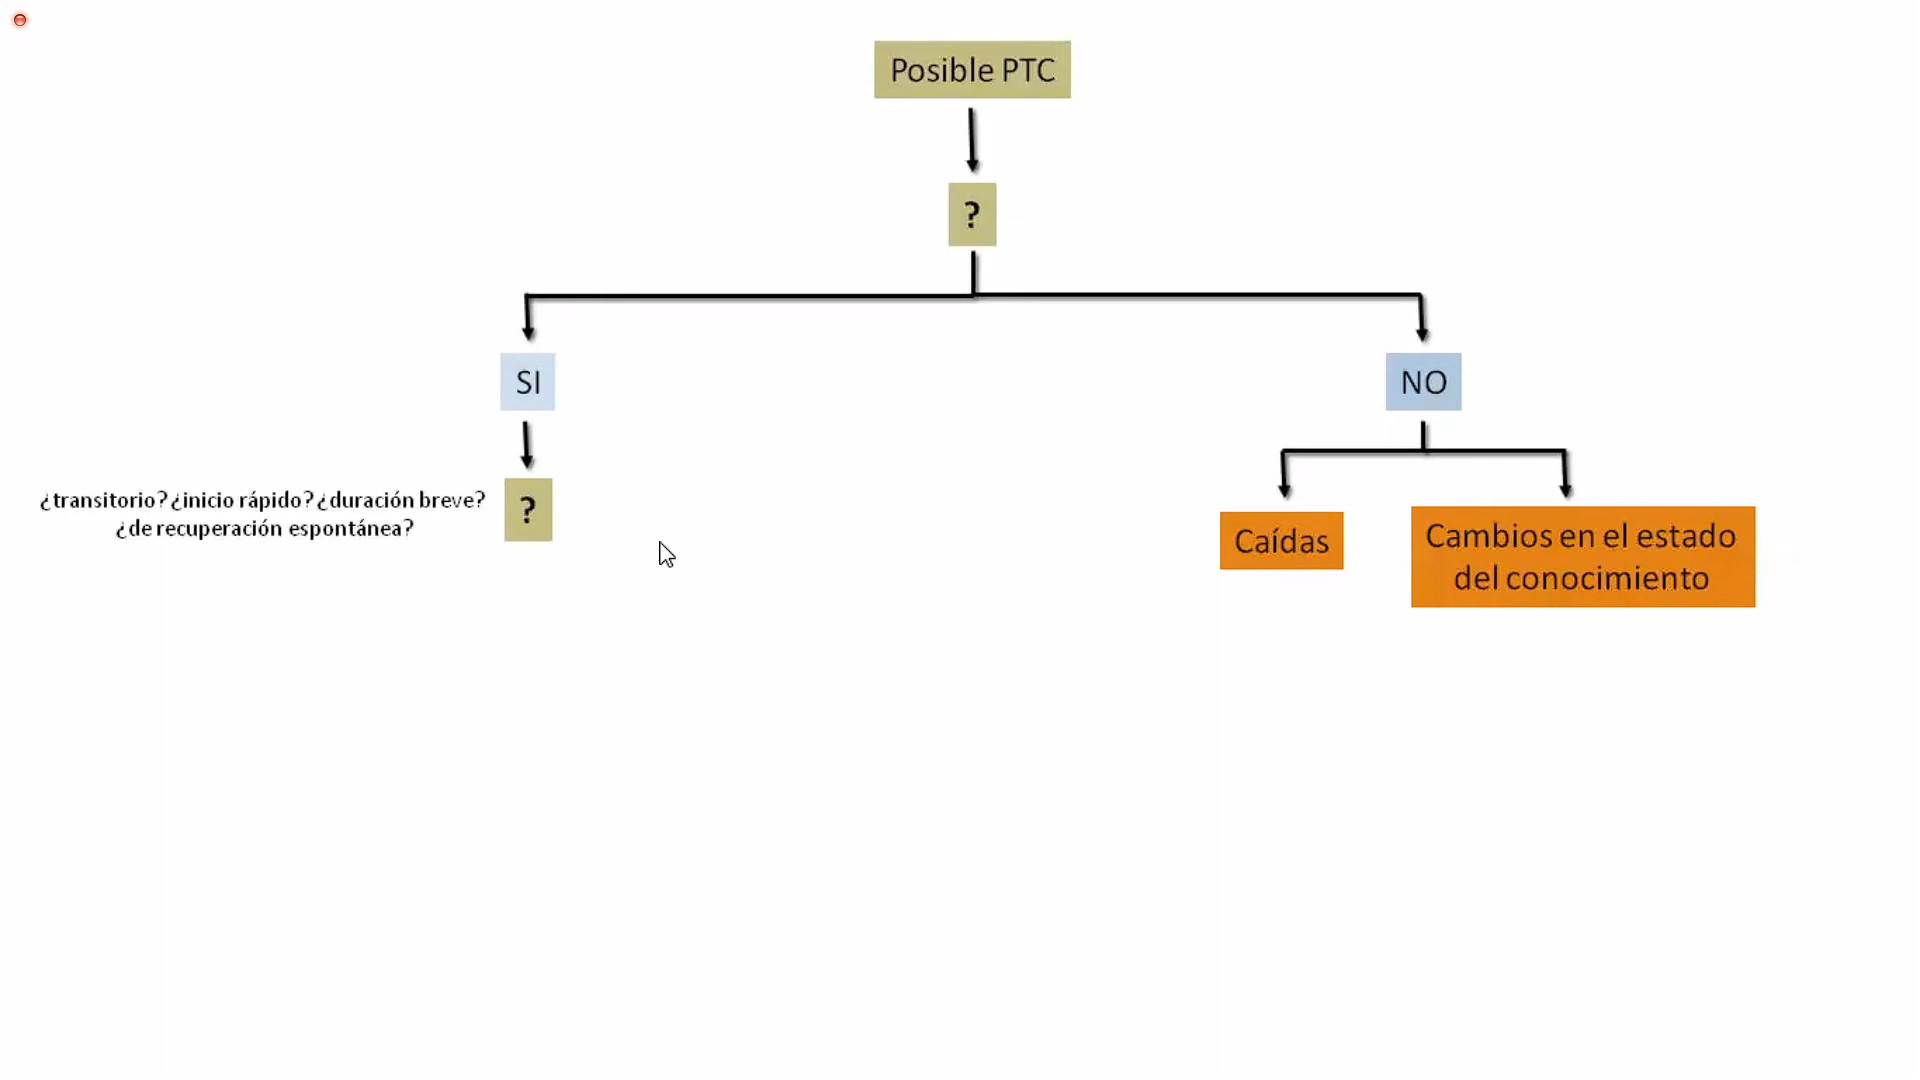 Posible PTC
?
SI
NO
¿transitorio? ¿inicio rápido? ¿duración breve?
¿de recuperación espontánea?
?
Caídas
Cambios en el estado
del conocimiento